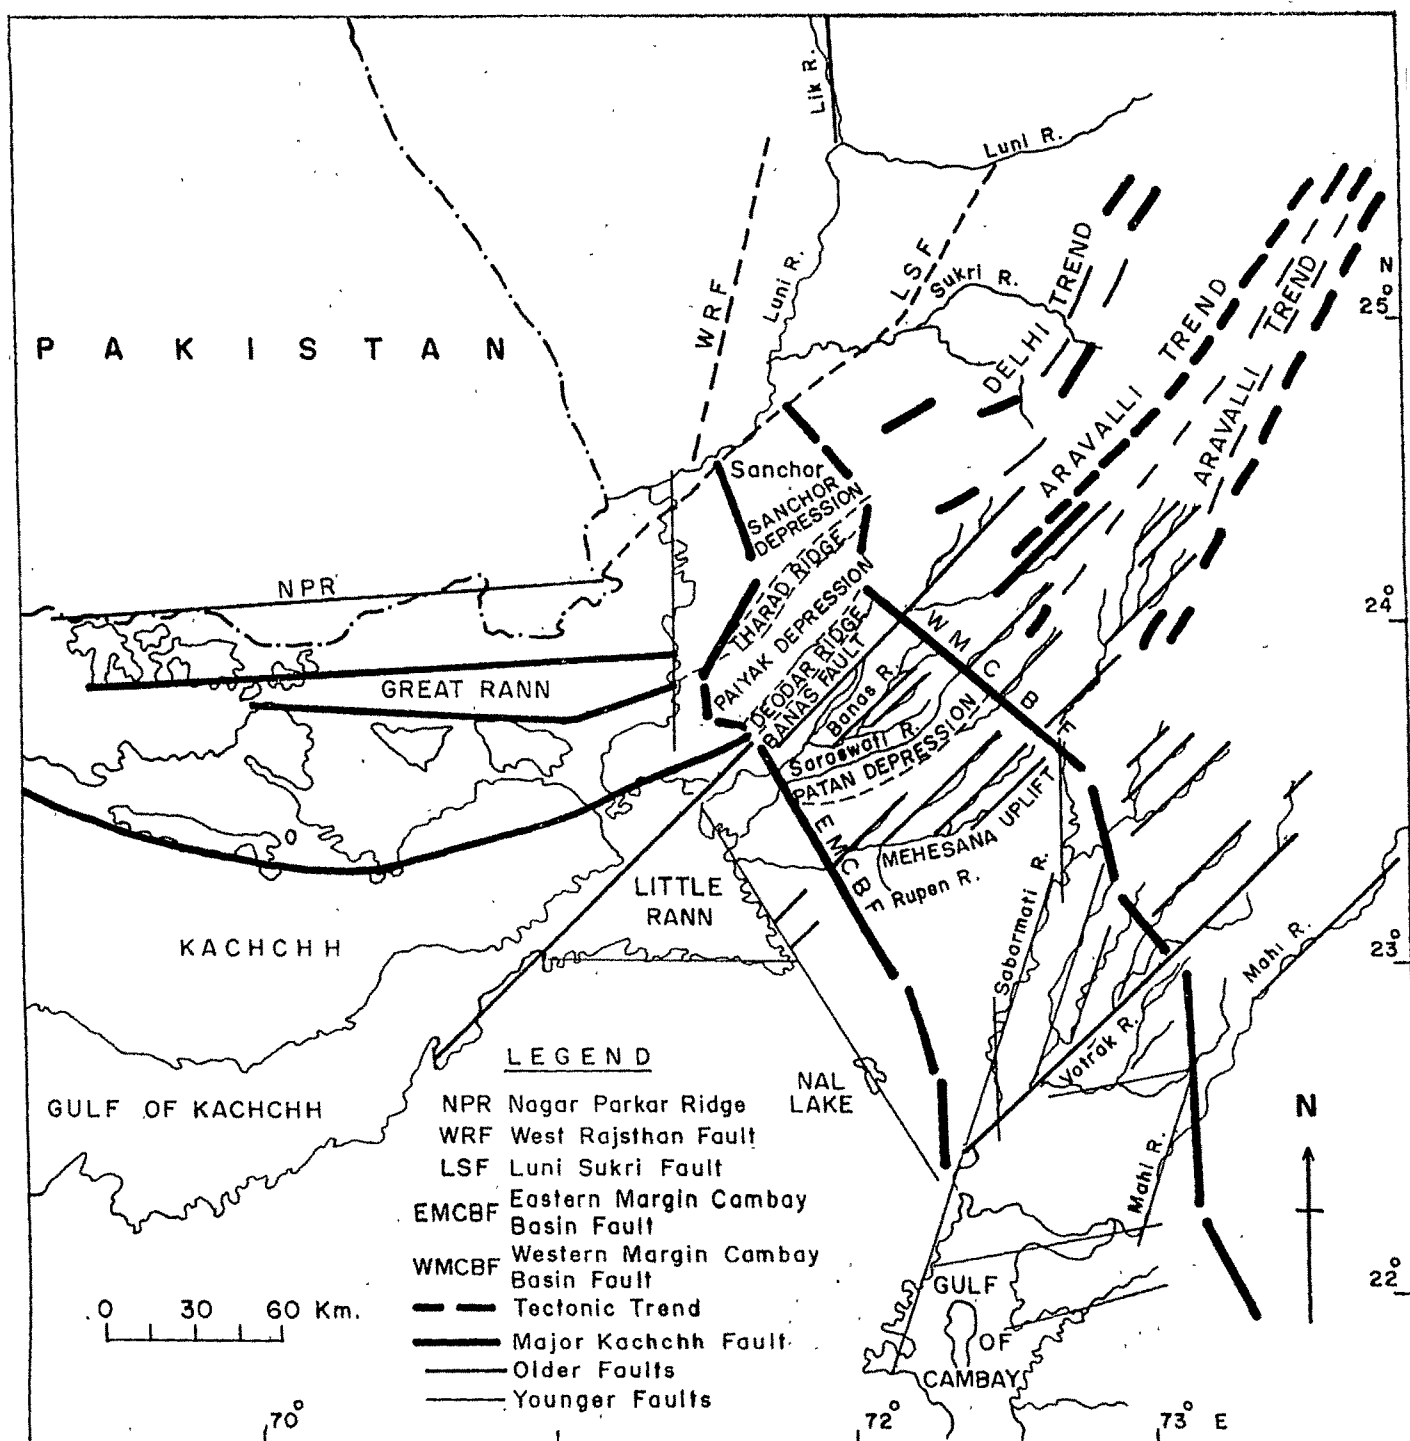 Lik R.
Luni R.
LSF
Sukri R.
WRF
Luni R.
DELHI TREND
ARAVALLI TREND
ARAVALLI TREND
N
25°
PAKISTAN
Sanchor
SANCHOR
DEPRESSION
THARAD RIDGE
PAIYAK DEPRESSION
DEODAR RIDGE
BANAS FAULT
NPR
24°
WMCBF
GREAT RANN
Banas R.
Saraswati R.
PATAN DEPRESSION
EMCBF
MEHESANA UPLIFT
Rupen R.
LITTLE
RANN
KACHCHH
Sabarmati R.
23°
Mahi R.
Votrak R.
NAL
LAKE
GULF OF KACHCHH
Mahi R.
N
LEGEND
NPR Nagar Parkar Ridge
WRF West Rajsthan Fault
LSF Luni Sukri Fault
EMCBF Eastern Margin Cambay
Basin Fault
WMCBF Western Margin Cambay
Basin Fault
Tectonic Trend
Major Kachchh Fault
Older Faults
Younger Faults
0 30 60 Km.
GULF
OF
CAMBAY
22°
70°
72°
73° E